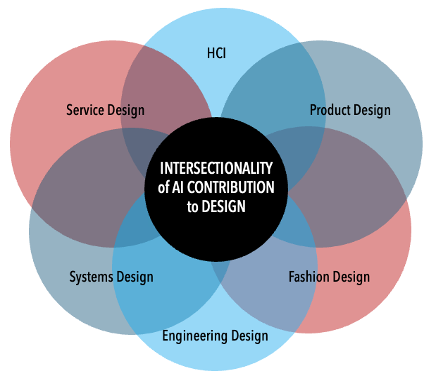 HCI
Service Design
Product Design
INTERSECTIONALITY
of AI CONTRIBUTION
to DESIGN
Systems Design
Fashion Design
Engineering Design